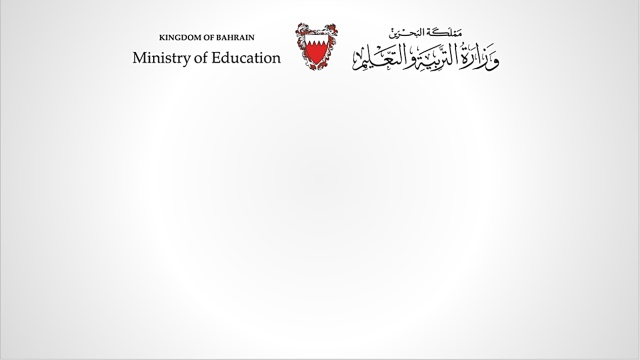 KINGDOM OF BAHRAIN
Ministry of Education
مملكة البحرين
وزارة التربية والتعليم